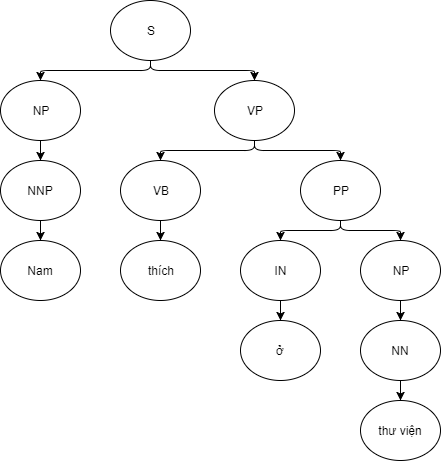 S
NP VP
NNP VB PP
Nam thích IN NP
ở NN
thư viện